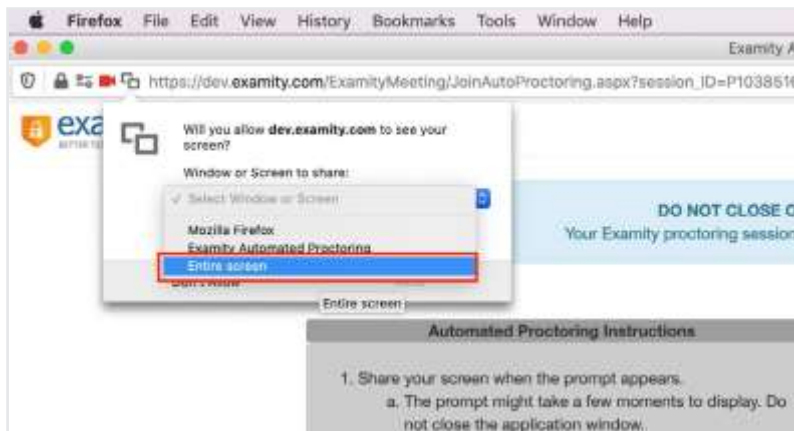 Firefox File Edit View History Bookmarks Tools Window Help
Examity A
https://dev.examity.com/ExamityMeeting/JoinAutoProctoring.aspx?session_ID=P1038516
exa
Will you allow dev.examity.com to see your
screen?
Window or Screen to share:
✓ Select Window or Screen
DO NOT CLOSE
Mozilla Firefox
Your Examity proctoring session
Examity Automated Proctoring
Entire screen
Don't Allow
Entire screen
Automated Proctoring Instructions
1. Share your screen when the prompt appears.
a. The prompt might take a few moments to display. Do
not close the application window.